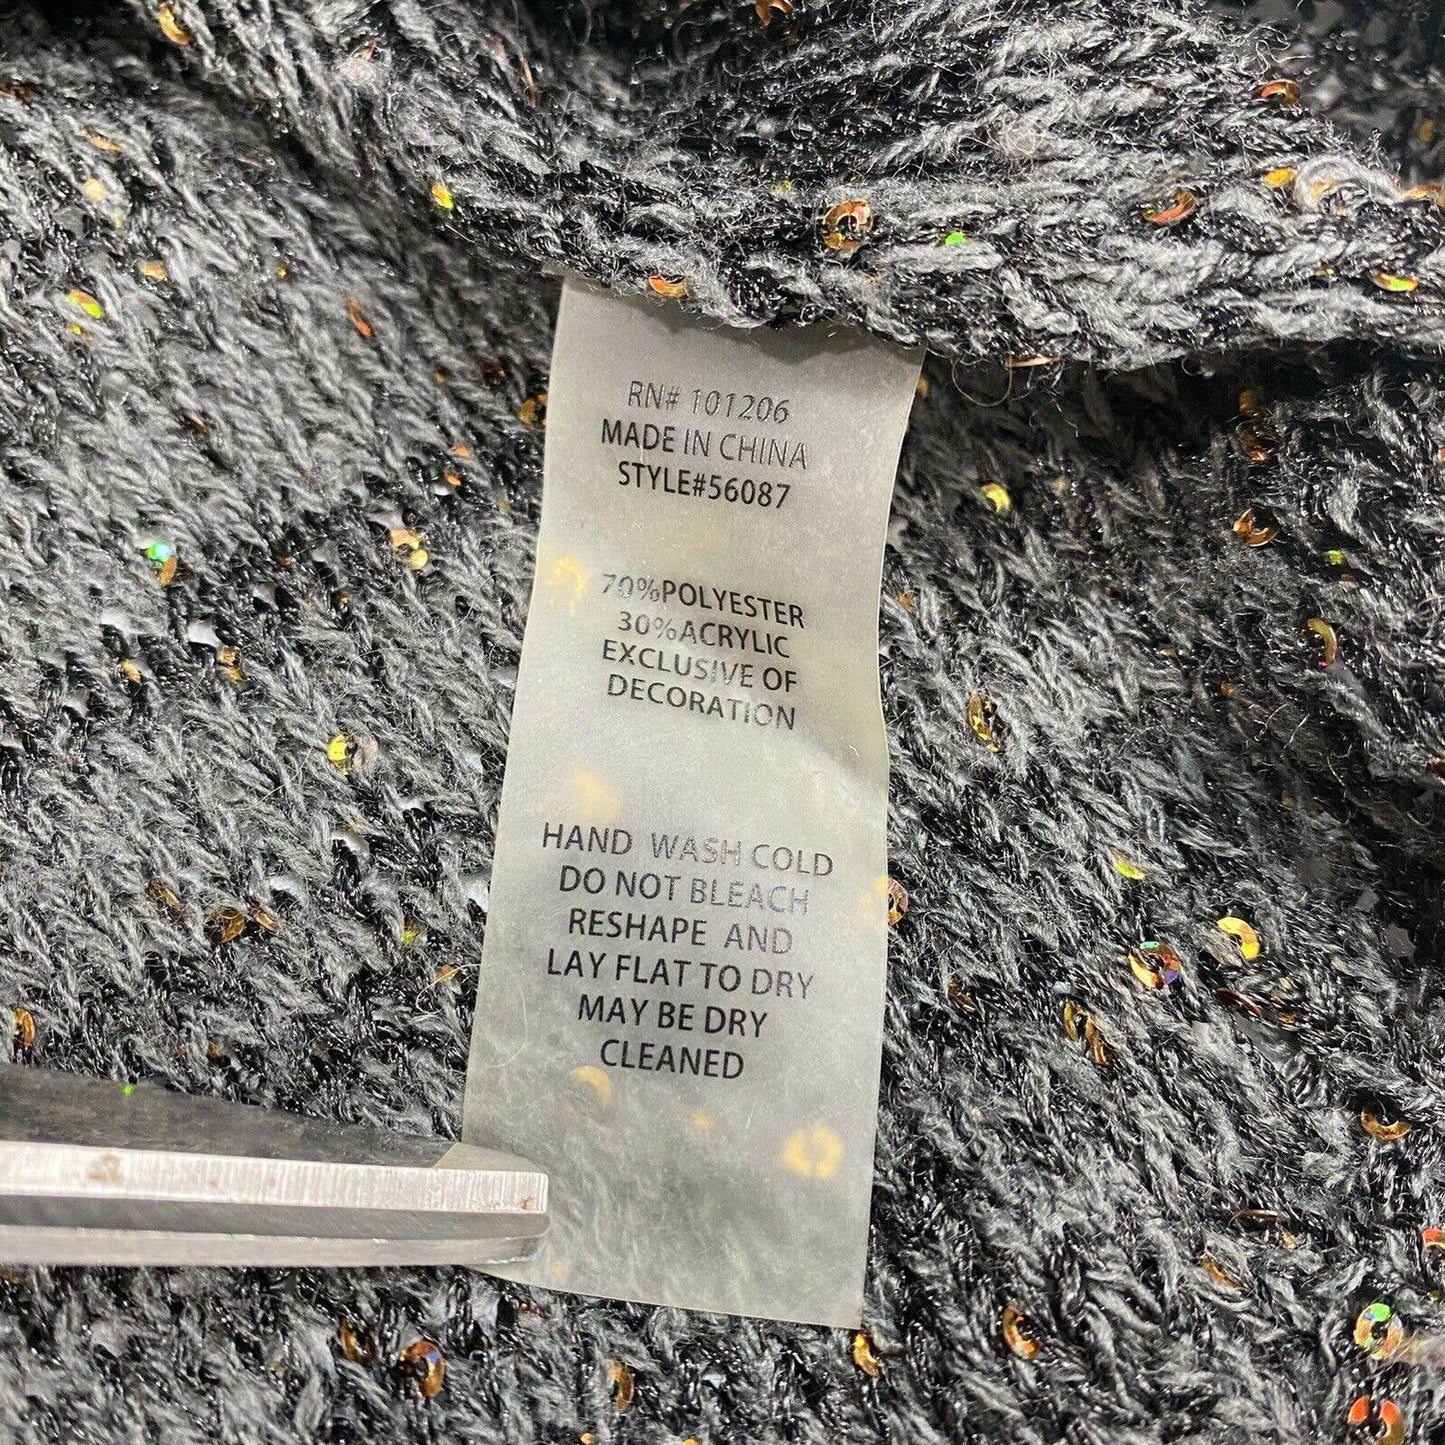 RN# 101206
MADE IN CHINA
STYLE#56087
70%POLYESTER
30%ACRYLIC
EXCLUSIVE OF
DECORATION
HAND WASH COLD
DO NOT BLEACH
RESHAPE AND
LAY FLAT TO DRY
MAY BE DRY
CLEANED